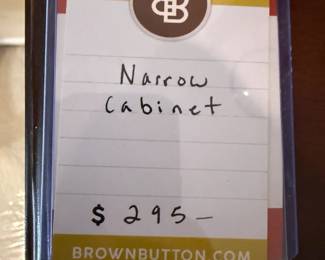 B
Narrow
Cabinet
$ 295 —
BROWNBUTTON.COM